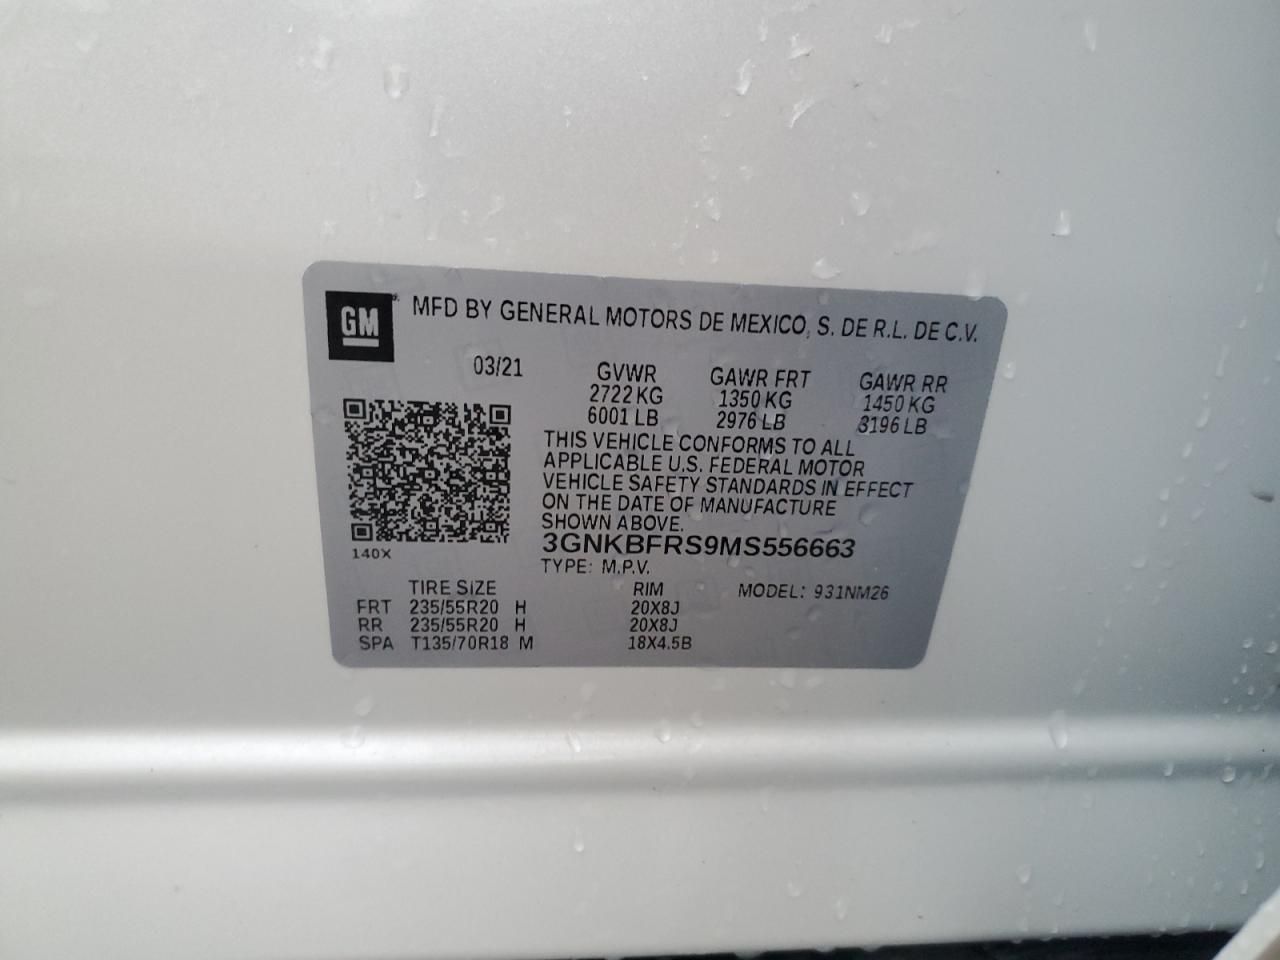 GM
MFD BY GENERAL MOTORS DE MEXICO, S. DE R.L. DE C.V.
03/21 GVWR GAWR FRT GAWR RR
2722 KG 1350 KG 1450 KG
6001 LB 2976 LB 3196 LB
THIS VEHICLE CONFORMS TO ALL
APPLICABLE U.S. FEDERAL MOTOR
VEHICLE SAFETY STANDARDS IN EFFECT
ON THE DATE OF MANUFACTURE
SHOWN ABOVE.
3GNKBFRS9MS556663
140X
TYPE: M.P.V.
TIRE SIZE RIM MODEL: 931NM26
FRT 235/55R20 H 20X8J
RR 235/55R20 H 20X8J
SPA T135/70R18 M 18X4.5B